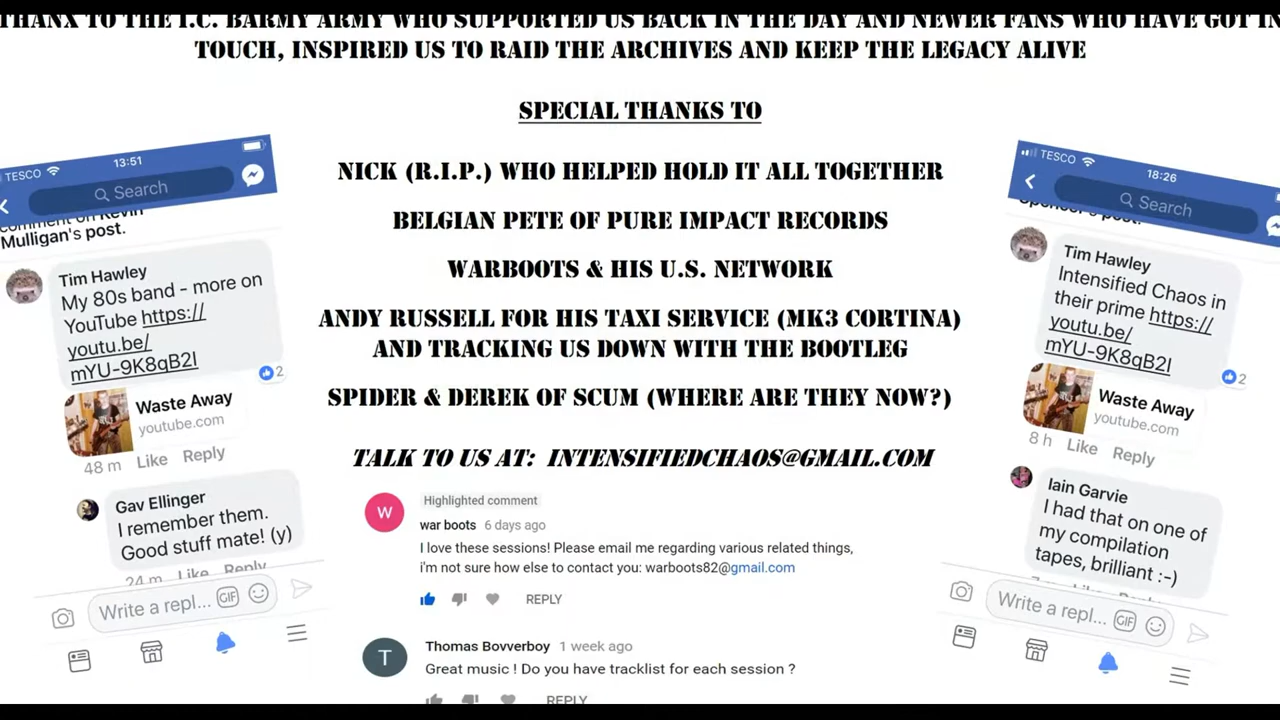 THANX TO THE I.C. BARMY ARMY WHO SUPPORTED US BACK IN THE DAY AND NEWER FANS WHO HAVE GOT IN
TOUCH, INSPIRED US TO RAID THE ARCHIVES AND KEEP THE LEGACY ALIVE
SPECIAL THANKS TO
NICK (R.I.P.) WHO HELPED HOLD IT ALL TOGETHER
BELGIAN PETE OF PURE IMPACT RECORDS
WARBOOTS & HIS U.S. NETWORK
ANDY RUSSELL FOR HIS TAXI SERVICE (MK3 CORTINA)
AND TRACKING US DOWN WITH THE BOOTLEG
SPIDER & DEREK OF SCUM (WHERE ARE THEY NOW?)
TALK TO US AT: INTENSIFIEDCHAOS@GMAIL.COM
TESCO 13:51
Search
comment on Kevin
Mulligan's post.
Tim Hawley
My 80s band - more on
YouTube https://
youtu.be/
mYU-9K8qB2I
2
Waste Away
youtube.com
48 m Like Reply
Gav Ellinger
I remember them.
Good stuff mate! (y)
24 m Like Reply
Write a repl... GIF
TESCO 18:26
Search
Spencer's post.
Tim Hawley
Intensified Chaos in
their prime https://
youtu.be/
mYU-9K8qB2I
2
Waste Away
youtube.com
8 h Like Reply
Iain Garvie
I had that on one of
my compilation
tapes, brilliant :-)
Write a repl... GIF
Highlighted comment
W
war boots 6 days ago
I love these sessions! Please email me regarding various related things,
i'm not sure how else to contact you: warboots82@gmail.com
REPLY
T
Thomas Bovverboy 1 week ago
Great music ! Do you have tracklist for each session ?
REPLY